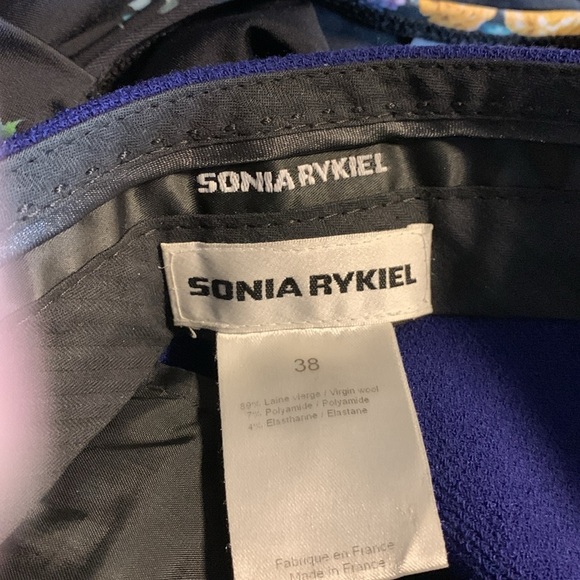 SONIA RYKIEL
SONIA RYKIEL
38
89% Laine vierge / Virgin wool
7% Polyamide / Polyamide
4% Elasthanne / Elastane
Fabriqué en France
Made in France